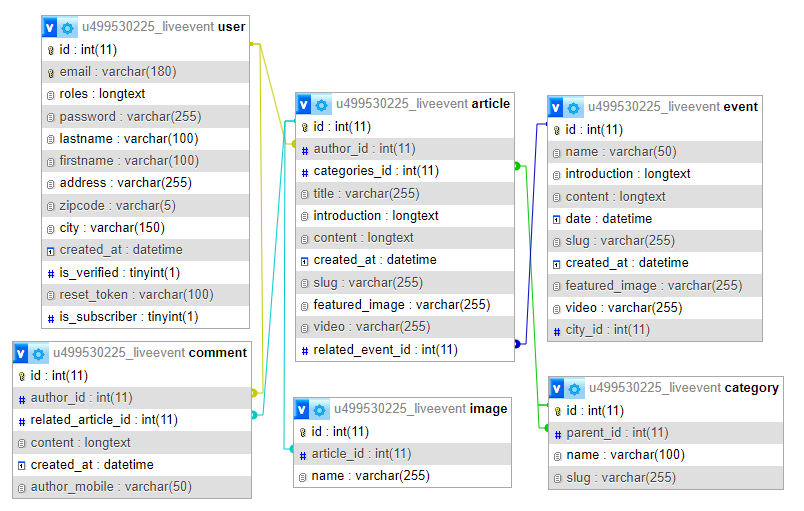 u499530225_liveevent user
id : int(11)
email : varchar(180)
roles : longtext
password : varchar(255)
lastname : varchar(100)
firstname : varchar(100)
address : varchar(255)
zipcode : varchar(5)
city : varchar(150)
created_at : datetime
is_verified : tinyint(1)
reset_token : varchar(100)
is_subscriber : tinyint(1)
u499530225_liveevent comment
id : int(11)
author_id : int(11)
related_article_id : int(11)
content : longtext
created_at : datetime
author_mobile : varchar(50)
u499530225_liveevent article
id : int(11)
author_id : int(11)
categories_id : int(11)
title : varchar(255)
introduction : longtext
content : longtext
created_at : datetime
slug : varchar(255)
featured_image : varchar(255)
video : varchar(255)
related_event_id : int(11)
u499530225_liveevent image
id : int(11)
article_id : int(11)
name : varchar(255)
u499530225_liveevent event
id : int(11)
name : varchar(50)
introduction : longtext
content : longtext
date : datetime
slug : varchar(255)
created_at : datetime
featured_image : varchar(255)
video : varchar(255)
city_id : int(11)
u499530225_liveevent category
id : int(11)
parent_id : int(11)
name : varchar(100)
slug : varchar(255)